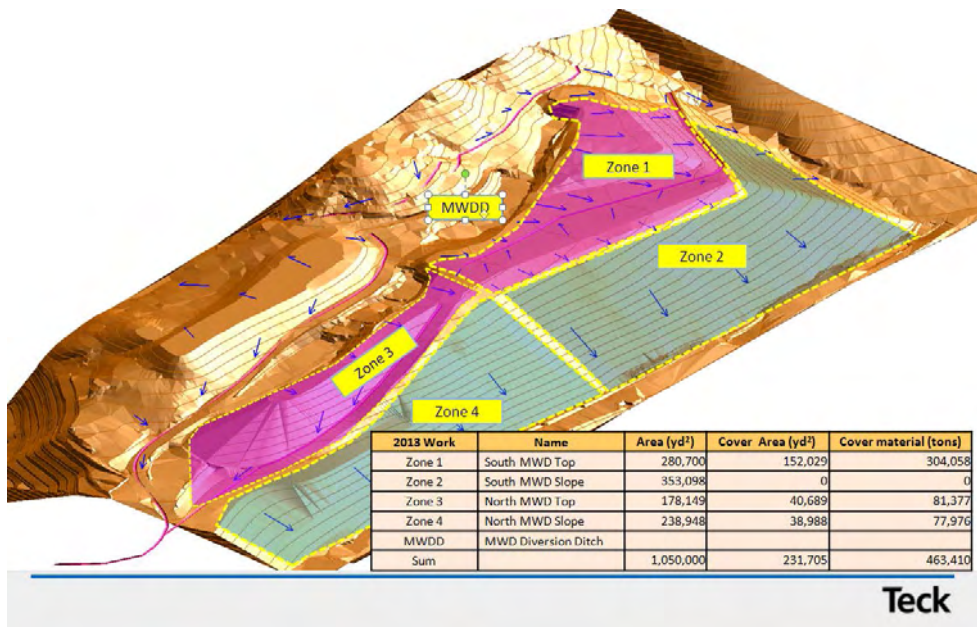 Zone 1
MWDD
Zone 2
Zone 3
Zone 4
2013 Work Name Area (yd²) Cover Area (yd²) Cover material (tons)
Zone 1 South MWD Top 280,700 152,029 304,058
Zone 2 South MWD Slope 353,098 0 0
Zone 3 North MWD Top 178,149 40,689 81,377
Zone 4 North MWD Slope 238,948 38,988 77,976
MWDD MWD Diversion Ditch
Sum 1,050,000 231,705 463,410
Teck